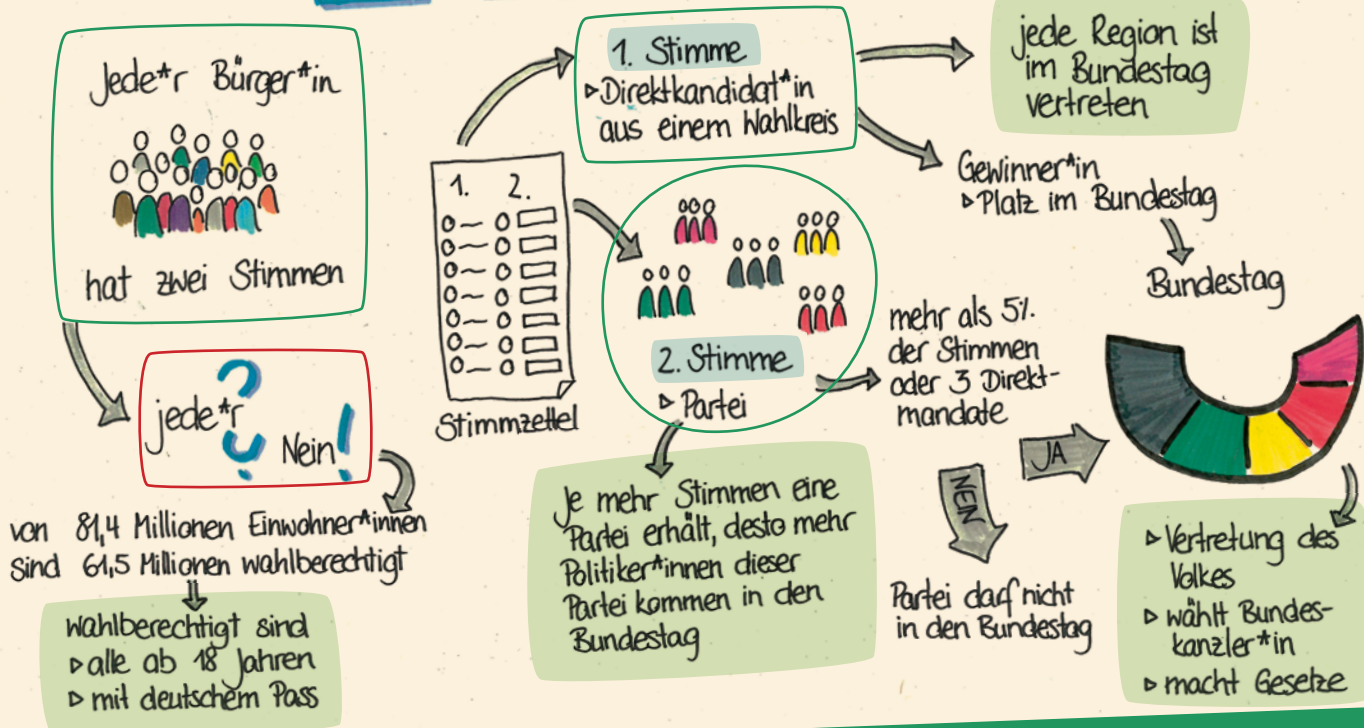 Jede*r Bürger*in
hat zwei Stimmen
jede*r ? Nein!
von 81,4 Millionen Einwohner*innen
sind 61,5 Millionen wahlberechtigt
wahlberechtigt sind
▹ alle ab 18 Jahren
▹ mit deutschem Pass
1. 2.
Stimmzettel
1. Stimme
▹ Direktkandidat*in
aus einem Wahlkreis
jede Region ist
im Bundestag
vertreten
Gewinner*in
▹ Platz im Bundestag
Bundestag
2. Stimme
▹ Partei
Je mehr Stimmen eine
Partei erhält, desto mehr
Politiker*innen dieser
Partei kommen in den
Bundestag
mehr als 5%
der Stimmen
oder 3 Direkt-
mandate
JA
NEIN
Partei darf nicht
in den Bundestag
▹ Vertretung des
Volkes
▹ wählt Bundes-
kanzler*in
▹ macht Gesetze